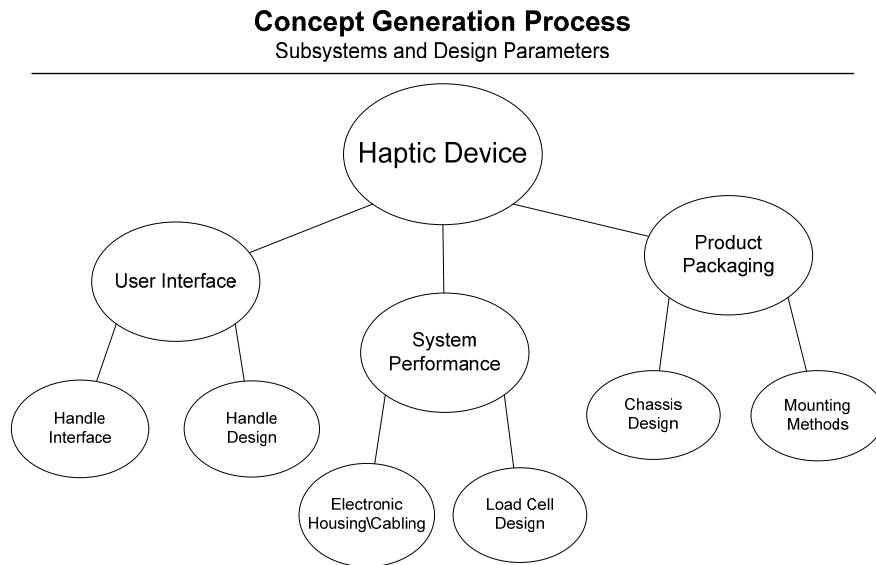 Concept Generation Process
Subsystems and Design Parameters
Haptic Device
User Interface
System
Performance
Product
Packaging
Handle
Interface
Handle
Design
Electronic
Housing\Cabling
Load Cell
Design
Chassis
Design
Mounting
Methods